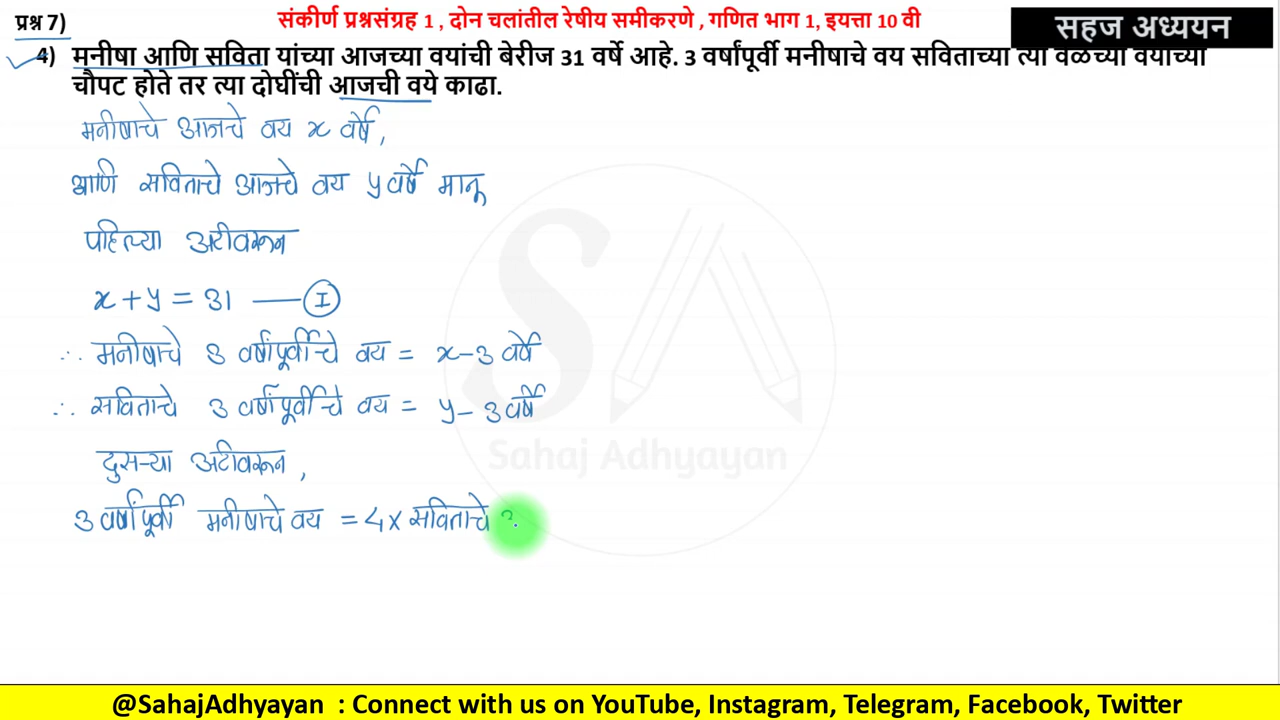 प्रश्न 7)
संकीर्ण प्रश्नसंग्रह 1 , दोन चलांतील रेषीय समीकरणे , गणित भाग 1, इयत्ता 10 वी
सहज अध्ययन
4) मनीषा आणि सविता यांच्या आजच्या वयांची बेरीज 31 वर्षे आहे. 3 वर्षांपूर्वी मनीषाचे वय सविताच्या त्या वेळच्या वयाच्या
चौपट होते तर त्या दोघींची आजची वये काढा.
मनीषाचे आजचे वय x वर्षे,
आणि सविताचे आजचे वय y वर्षे मानू
पहिल्या अटीवरून
x + y = 31 — I
∴ मनीषाचे 3 वर्षांपूर्वीचे वय = x – 3 वर्षे
∴ सविताचे 3 वर्षांपूर्वीचे वय = y – 3 वर्षे
दुसऱ्या अटीवरून,
3 वर्षांपूर्वी मनीषाचे वय = 4 x सविताचे
Sahaj Adhyayan
@SahajAdhyayan : Connect with us on YouTube, Instagram, Telegram, Facebook, Twitter